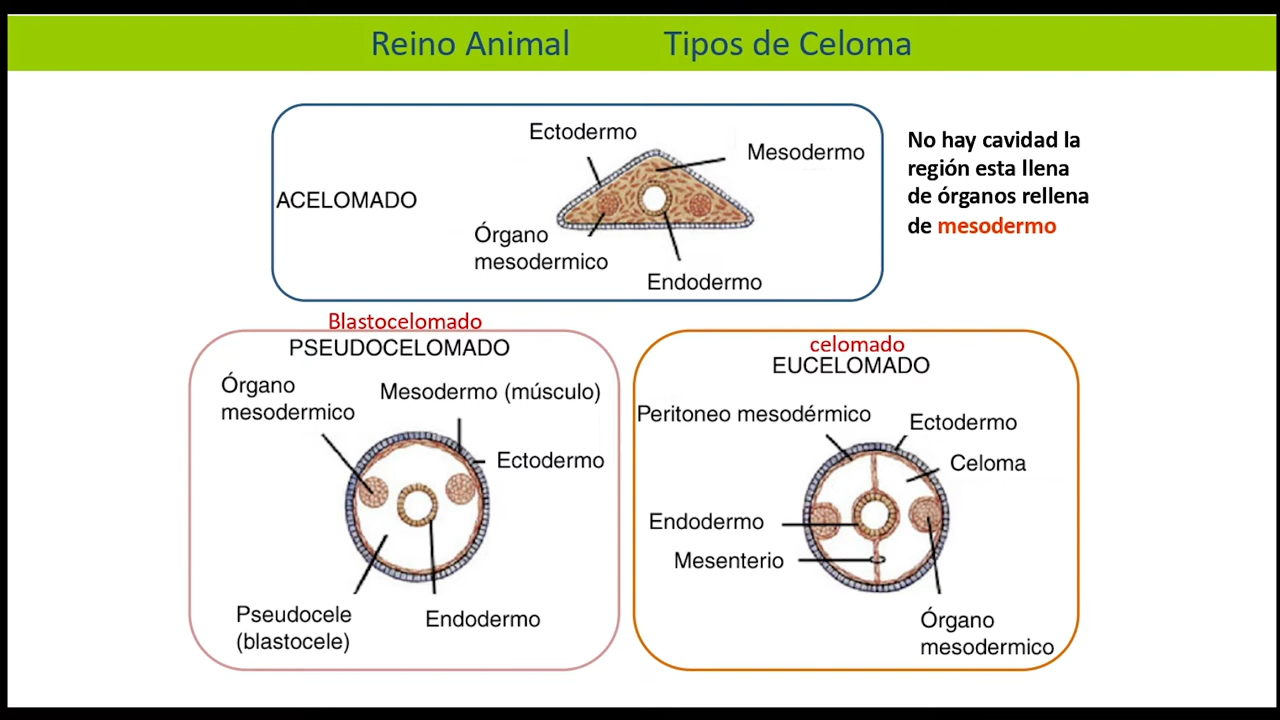 Reino Animal Tipos de Celoma
Ectodermo
Mesodermo
ACELOMADO
Órgano
mesodermico
Endodermo
No hay cavidad la
región esta llena
de órganos rellena
de mesodermo
Blastocelomado
PSEUDOCELOMADO
Órgano
mesodermico
Mesodermo (músculo)
Ectodermo
Pseudocele
(blastocele)
Endodermo
celomado
EUCELOMADO
Peritoneo mesodérmico
Ectodermo
Celoma
Endodermo
Mesenterio
Órgano
mesodermico